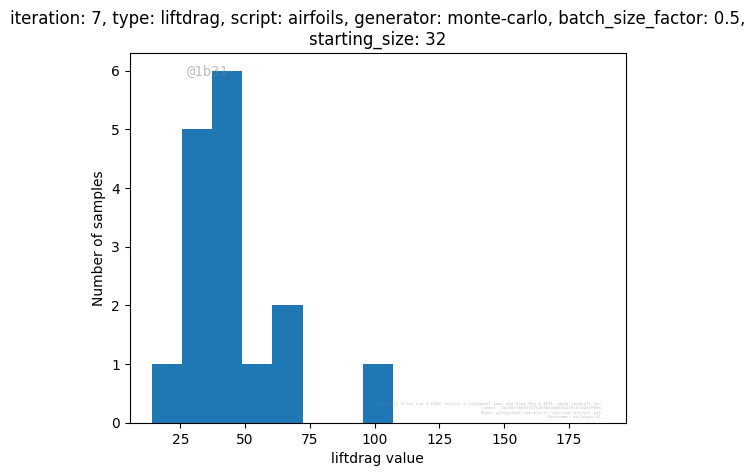 iteration: 7, type: liftdrag, script: airfoils, generator: monte-carlo, batch_size_factor: 0.5,
starting_size: 32
@1b31
6
5
4
3
2
1
0
Number of samples
25 50 75 100 125 150 175
liftdrag value